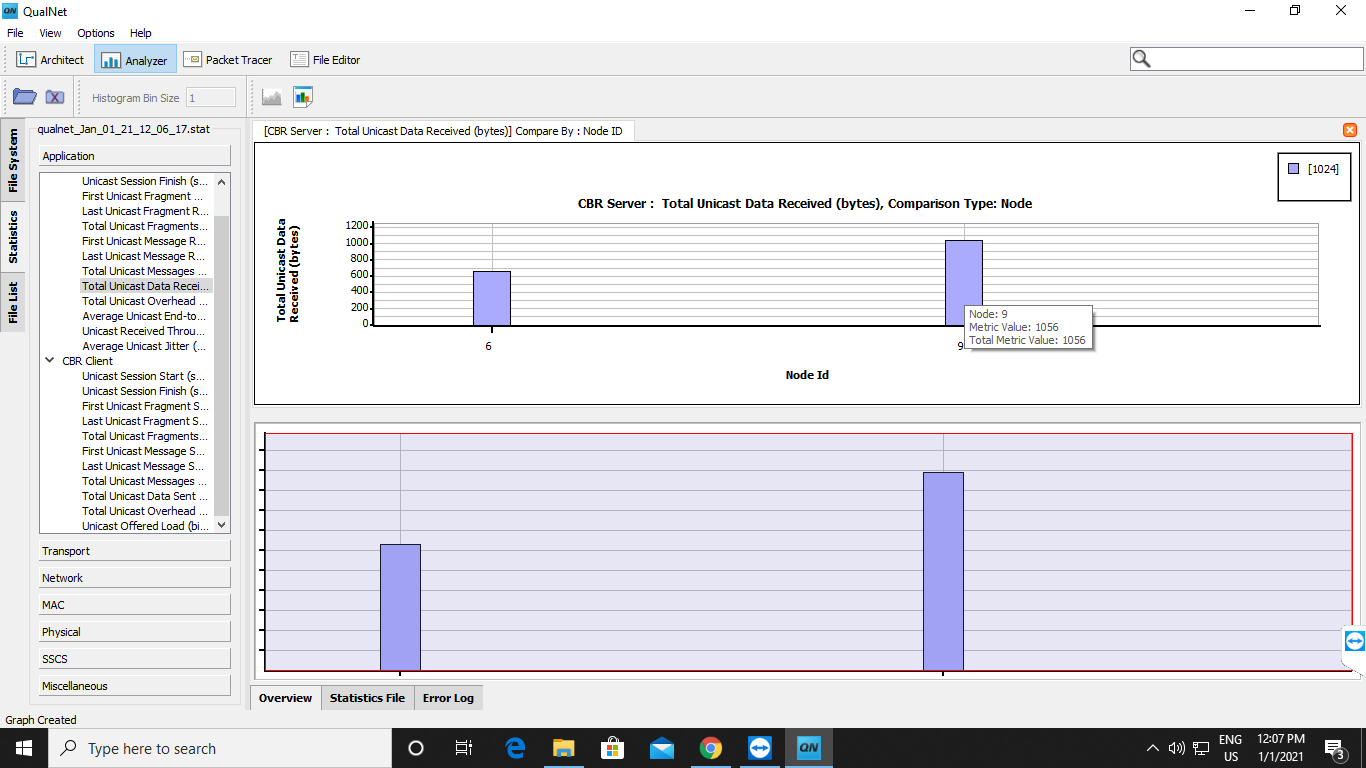 QN QualNet
File View Options Help
Architect Analyzer Packet Tracer File Editor
Histogram Bin Size 1
File System
Statistics
File List
qualnet_Jan_01_21_12_06_17.stat
Application
Unicast Session Finish (s...
First Unicast Fragment ...
Last Unicast Fragment R...
Total Unicast Fragments...
First Unicast Message R...
Last Unicast Message R...
Total Unicast Messages ...
Total Unicast Data Recei...
Total Unicast Overhead ...
Average Unicast End-to...
Unicast Received Throu...
Average Unicast Jitter (...
CBR Client
Unicast Session Start (s...
Unicast Session Finish (s...
First Unicast Fragment S...
Last Unicast Fragment S...
Total Unicast Fragments...
First Unicast Message S...
Last Unicast Message S...
Total Unicast Messages ...
Total Unicast Data Sent ...
Total Unicast Overhead ...
Unicast Offered Load (bi...
Transport
Network
MAC
Physical
SSCS
Miscellaneous
[CBR Server : Total Unicast Data Received (bytes)] Compare By : Node ID
[1024]
CBR Server : Total Unicast Data Received (bytes), Comparison Type: Node
Total Unicast Data
Received (bytes)
1200
1000
800
600
400
200
0
6 9
Node: 9
Metric Value: 1056
Total Metric Value: 1056
Node Id
Overview Statistics File Error Log
Graph Created
Type here to search
QN
ENG
US
12:07 PM
1/1/2021
3